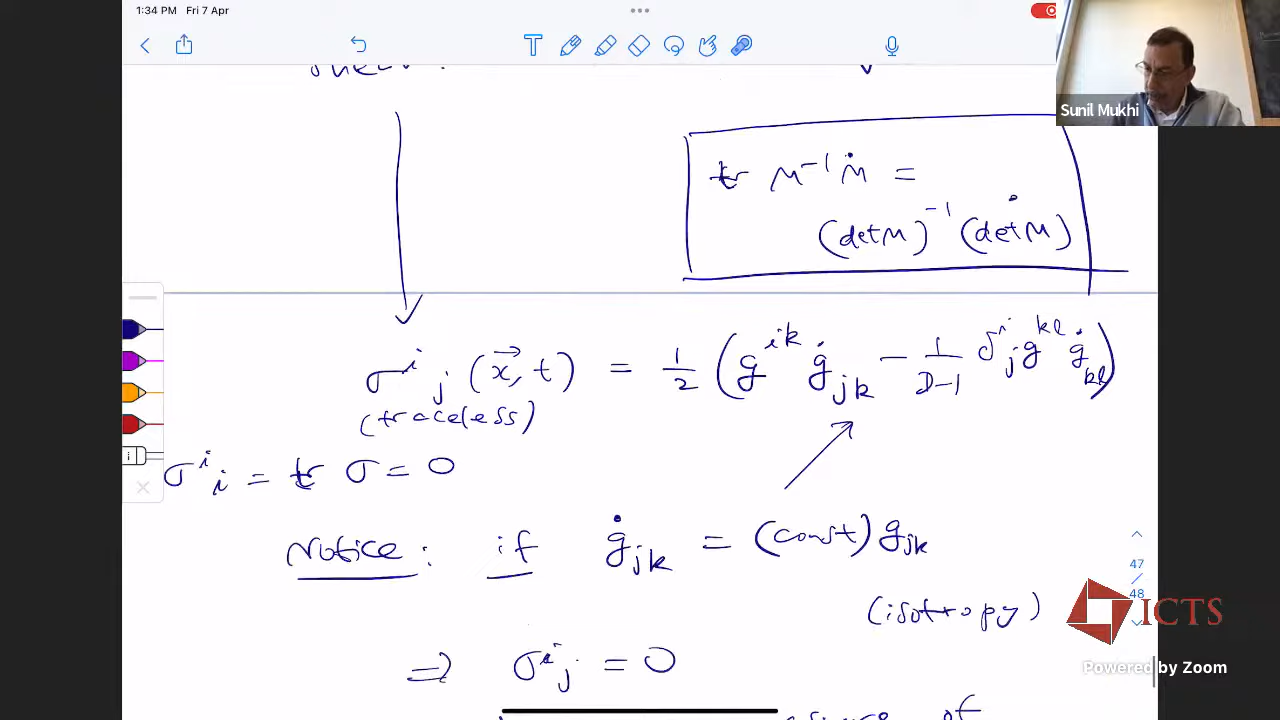 1:34 PM Fri 7 Apr
Sunil Mukhi
tr M⁻¹Ṁ =
(det M)⁻¹ (det M)˙
σⁱⱼ (x⃗, t) = 1/2 (gⁱᵏ ġⱼₖ − 1/(D−1) δⁱⱼ gᵏˡ ġₖₗ)
(traceless)
σⁱᵢ = tr σ = 0
Notice: if ġⱼₖ = (const) gⱼₖ
(isotropy)
⇒ σⁱⱼ = 0
of
47
/
48
ICTS
Powered by Zoom